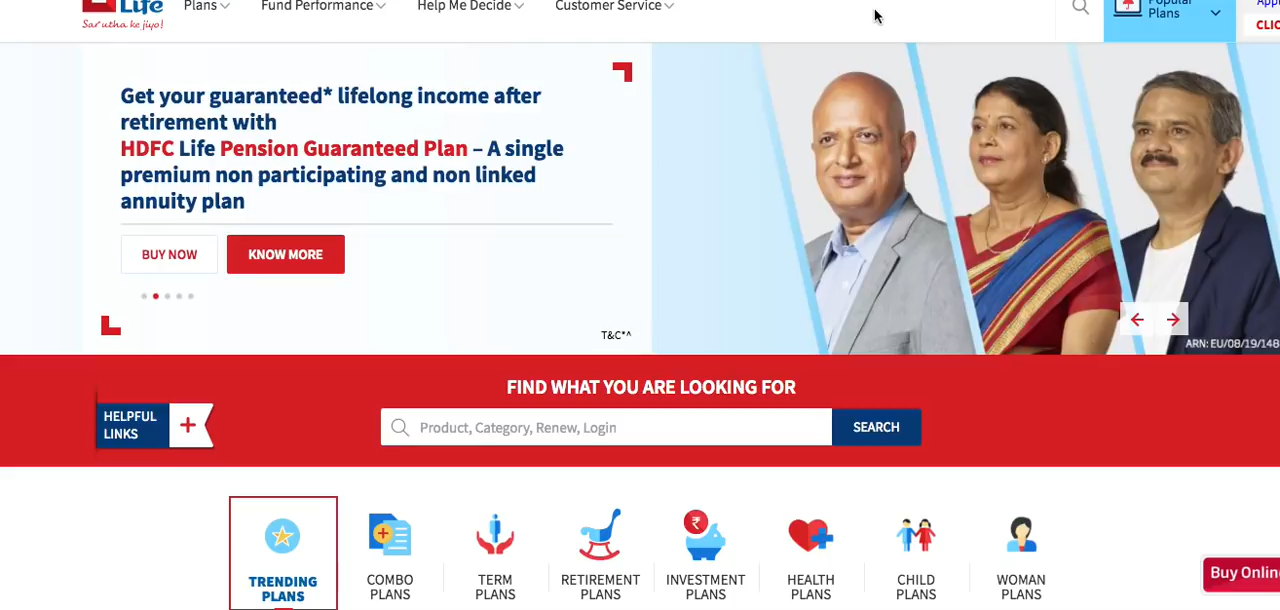 Life
Sar utha ke jiyo!
Plans
Fund Performance
Help Me Decide
Customer Service
Popular
Plans
CLIC
Get your guaranteed* lifelong income after
retirement with
HDFC Life Pension Guaranteed Plan – A single
premium non participating and non linked
annuity plan
BUY NOW
KNOW MORE
T&C*^
ARN: EU/08/19/148
FIND WHAT YOU ARE LOOKING FOR
HELPFUL
LINKS
Product, Category, Renew, Login
SEARCH
TRENDING
PLANS
COMBO
PLANS
TERM
PLANS
RETIREMENT
PLANS
INVESTMENT
PLANS
HEALTH
PLANS
CHILD
PLANS
WOMAN
PLANS
Buy Onlin